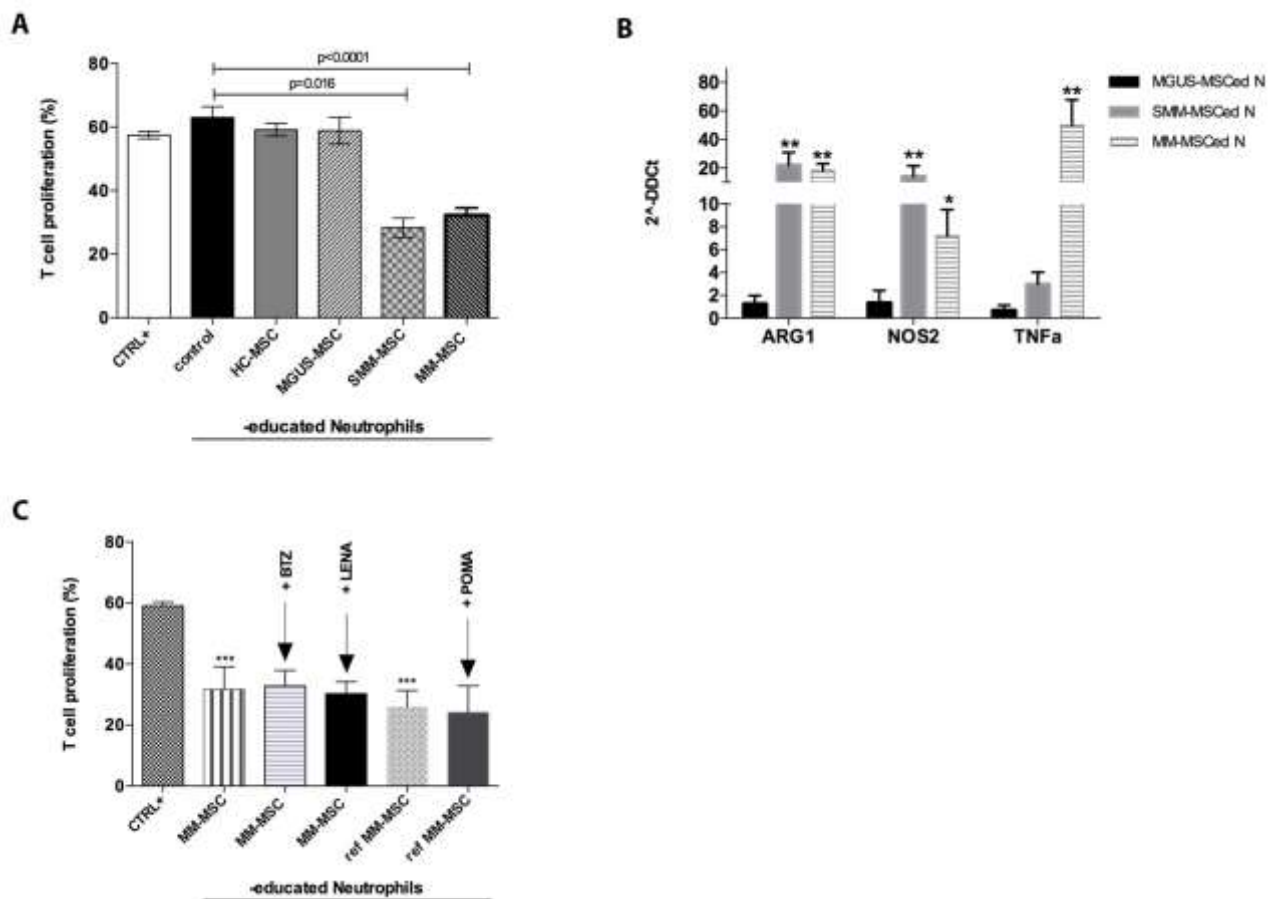 A
T cell proliferation (%)
80
60
40
20
0
p<0.0001
p=0.016
CTRL+
control
HC-MSC
MGUS-MSC
SMM-MSC
MM-MSC
-educated Neutrophils
B
2^-DDCt
80
60
40
20
10
8
6
4
2
0
**
**
**
*
**
ARG1
NOS2
TNFa
MGUS-MSCed N
SMM-MSCed N
MM-MSCed N
C
T cell proliferation (%)
80
60
40
20
0
***
+ BTZ
+ LENA
***
+ POMA
CTRL+
MM-MSC
MM-MSC
MM-MSC
ref MM-MSC
ref MM-MSC
-educated Neutrophils